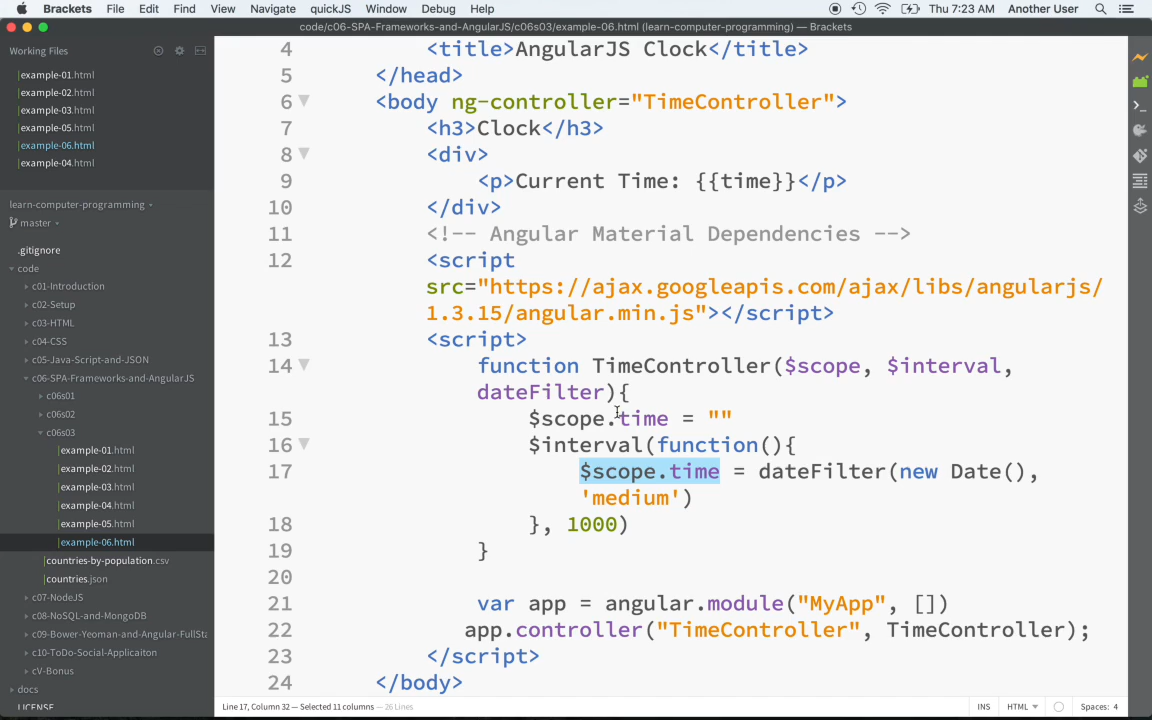 Brackets File Edit Find View Navigate quickJS Window Debug Help Thu 7:23 AM Another User
code/c06-SPA-Frameworks-and-AngularJS/c06s03/example-06.html (learn-computer-programming) — Brackets
Working Files
example-01.html
example-02.html
example-03.html
example-05.html
example-06.html
example-04.html
learn-computer-programming
master
.gitignore
code
c01-Introduction
c02-Setup
c03-HTML
c04-CSS
c05-Java-Script-and-JSON
c06-SPA-Frameworks-and-AngularJS
c06s01
c06s02
c06s03
example-01.html
example-02.html
example-03.html
example-04.html
example-05.html
example-06.html
countries-by-population.csv
countries.json
c07-NodeJS
c08-NoSQL-and-MongoDB
c09-Bower-Yeoman-and-Angular-FullSta
c10-ToDo-Social-Applicaiton
cV-Bonus
docs
LICENSE
4 <title>AngularJS Clock</title>
5 </head>
6 <body ng-controller="TimeController">
7 <h3>Clock</h3>
8 <div>
9 <p>Current Time: {{time}}</p>
10 </div>
11 <!-- Angular Material Dependencies -->
12 <script
src="https://ajax.googleapis.com/ajax/libs/angularjs/
1.3.15/angular.min.js"></script>
13 <script>
14 function TimeController($scope, $interval,
dateFilter){
15 $scope.time = ""
16 $interval(function(){
17 $scope.time = dateFilter(new Date(),
'medium')
18 }, 1000)
19 }
20
21 var app = angular.module("MyApp", [])
22 app.controller("TimeController", TimeController);
23 </script>
24 </body>
Line 17, Column 32 — Selected 11 columns — 26 Lines INS HTML Spaces: 4